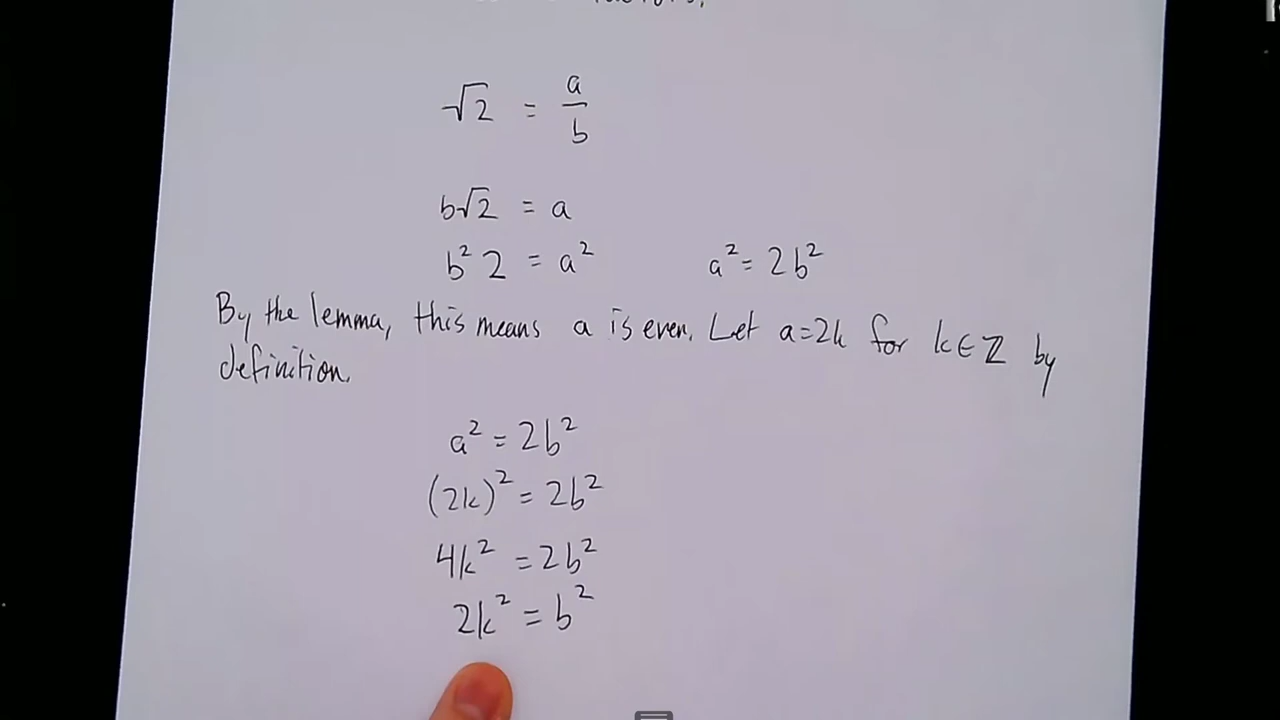 √2 = a/b
b√2 = a
b² 2 = a² a² = 2b²
By the lemma, this means a is even. Let a=2k for k∈ℤ by
definition.
a² = 2b²
(2k)² = 2b²
4k² = 2b²
2k² = b²